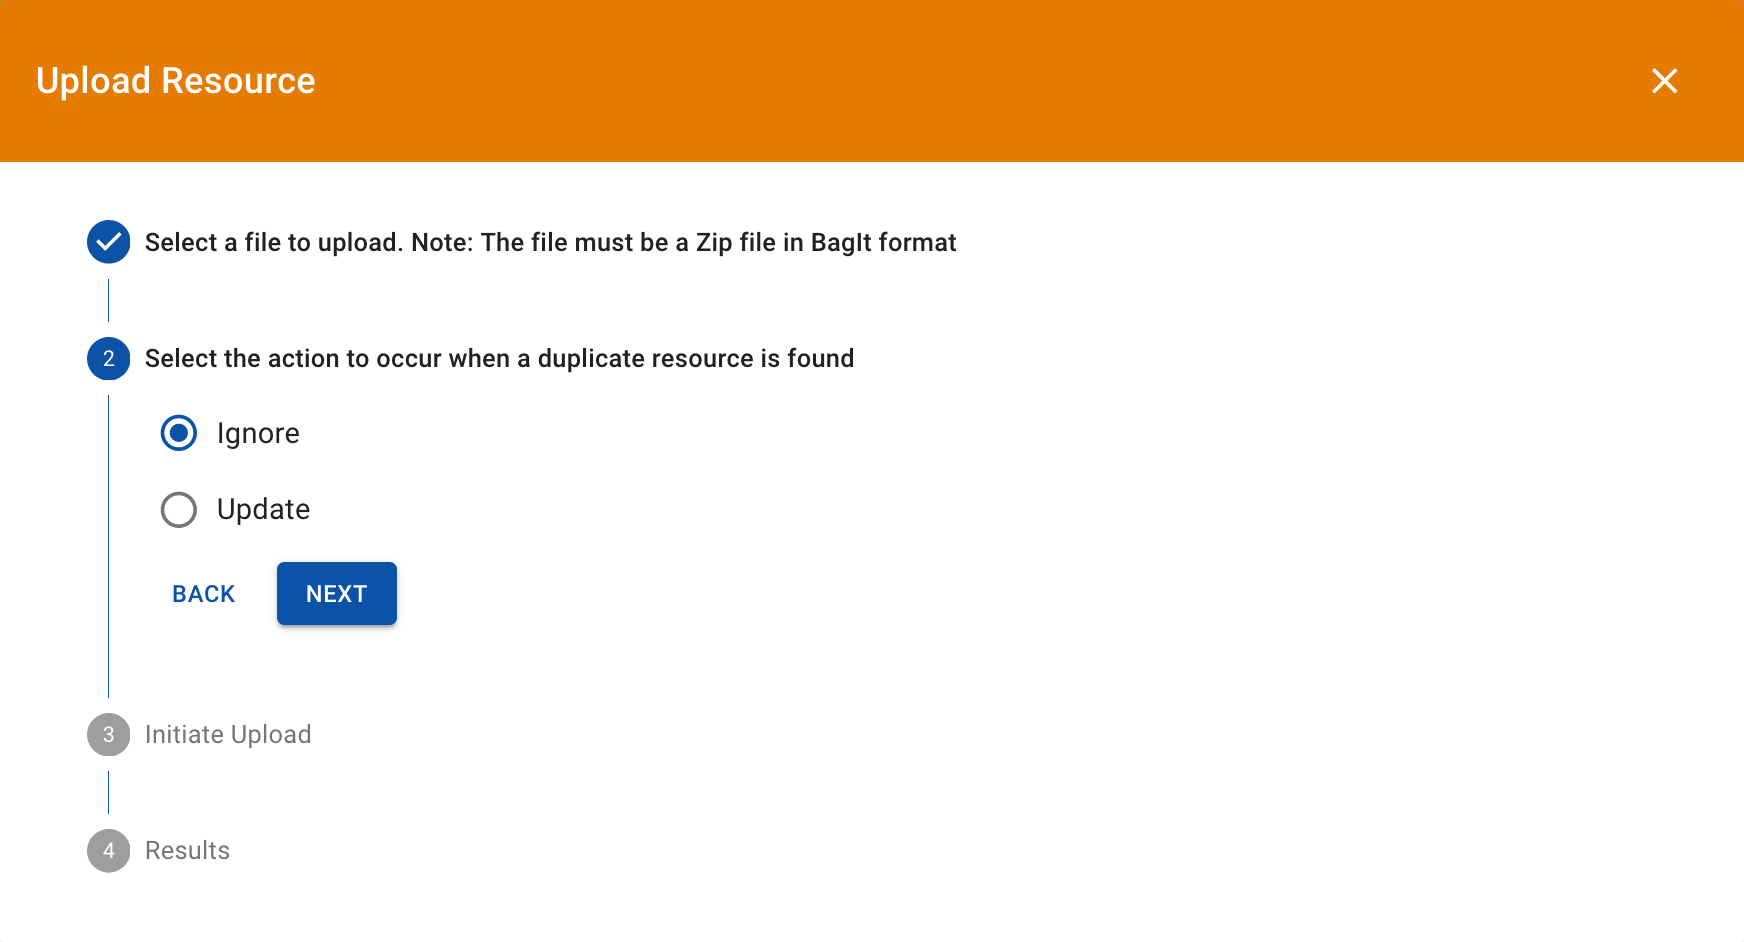 Upload Resource
Select a file to upload. Note: The file must be a Zip file in BagIt format
2 Select the action to occur when a duplicate resource is found
Ignore
Update
BACK NEXT
3 Initiate Upload
4 Results